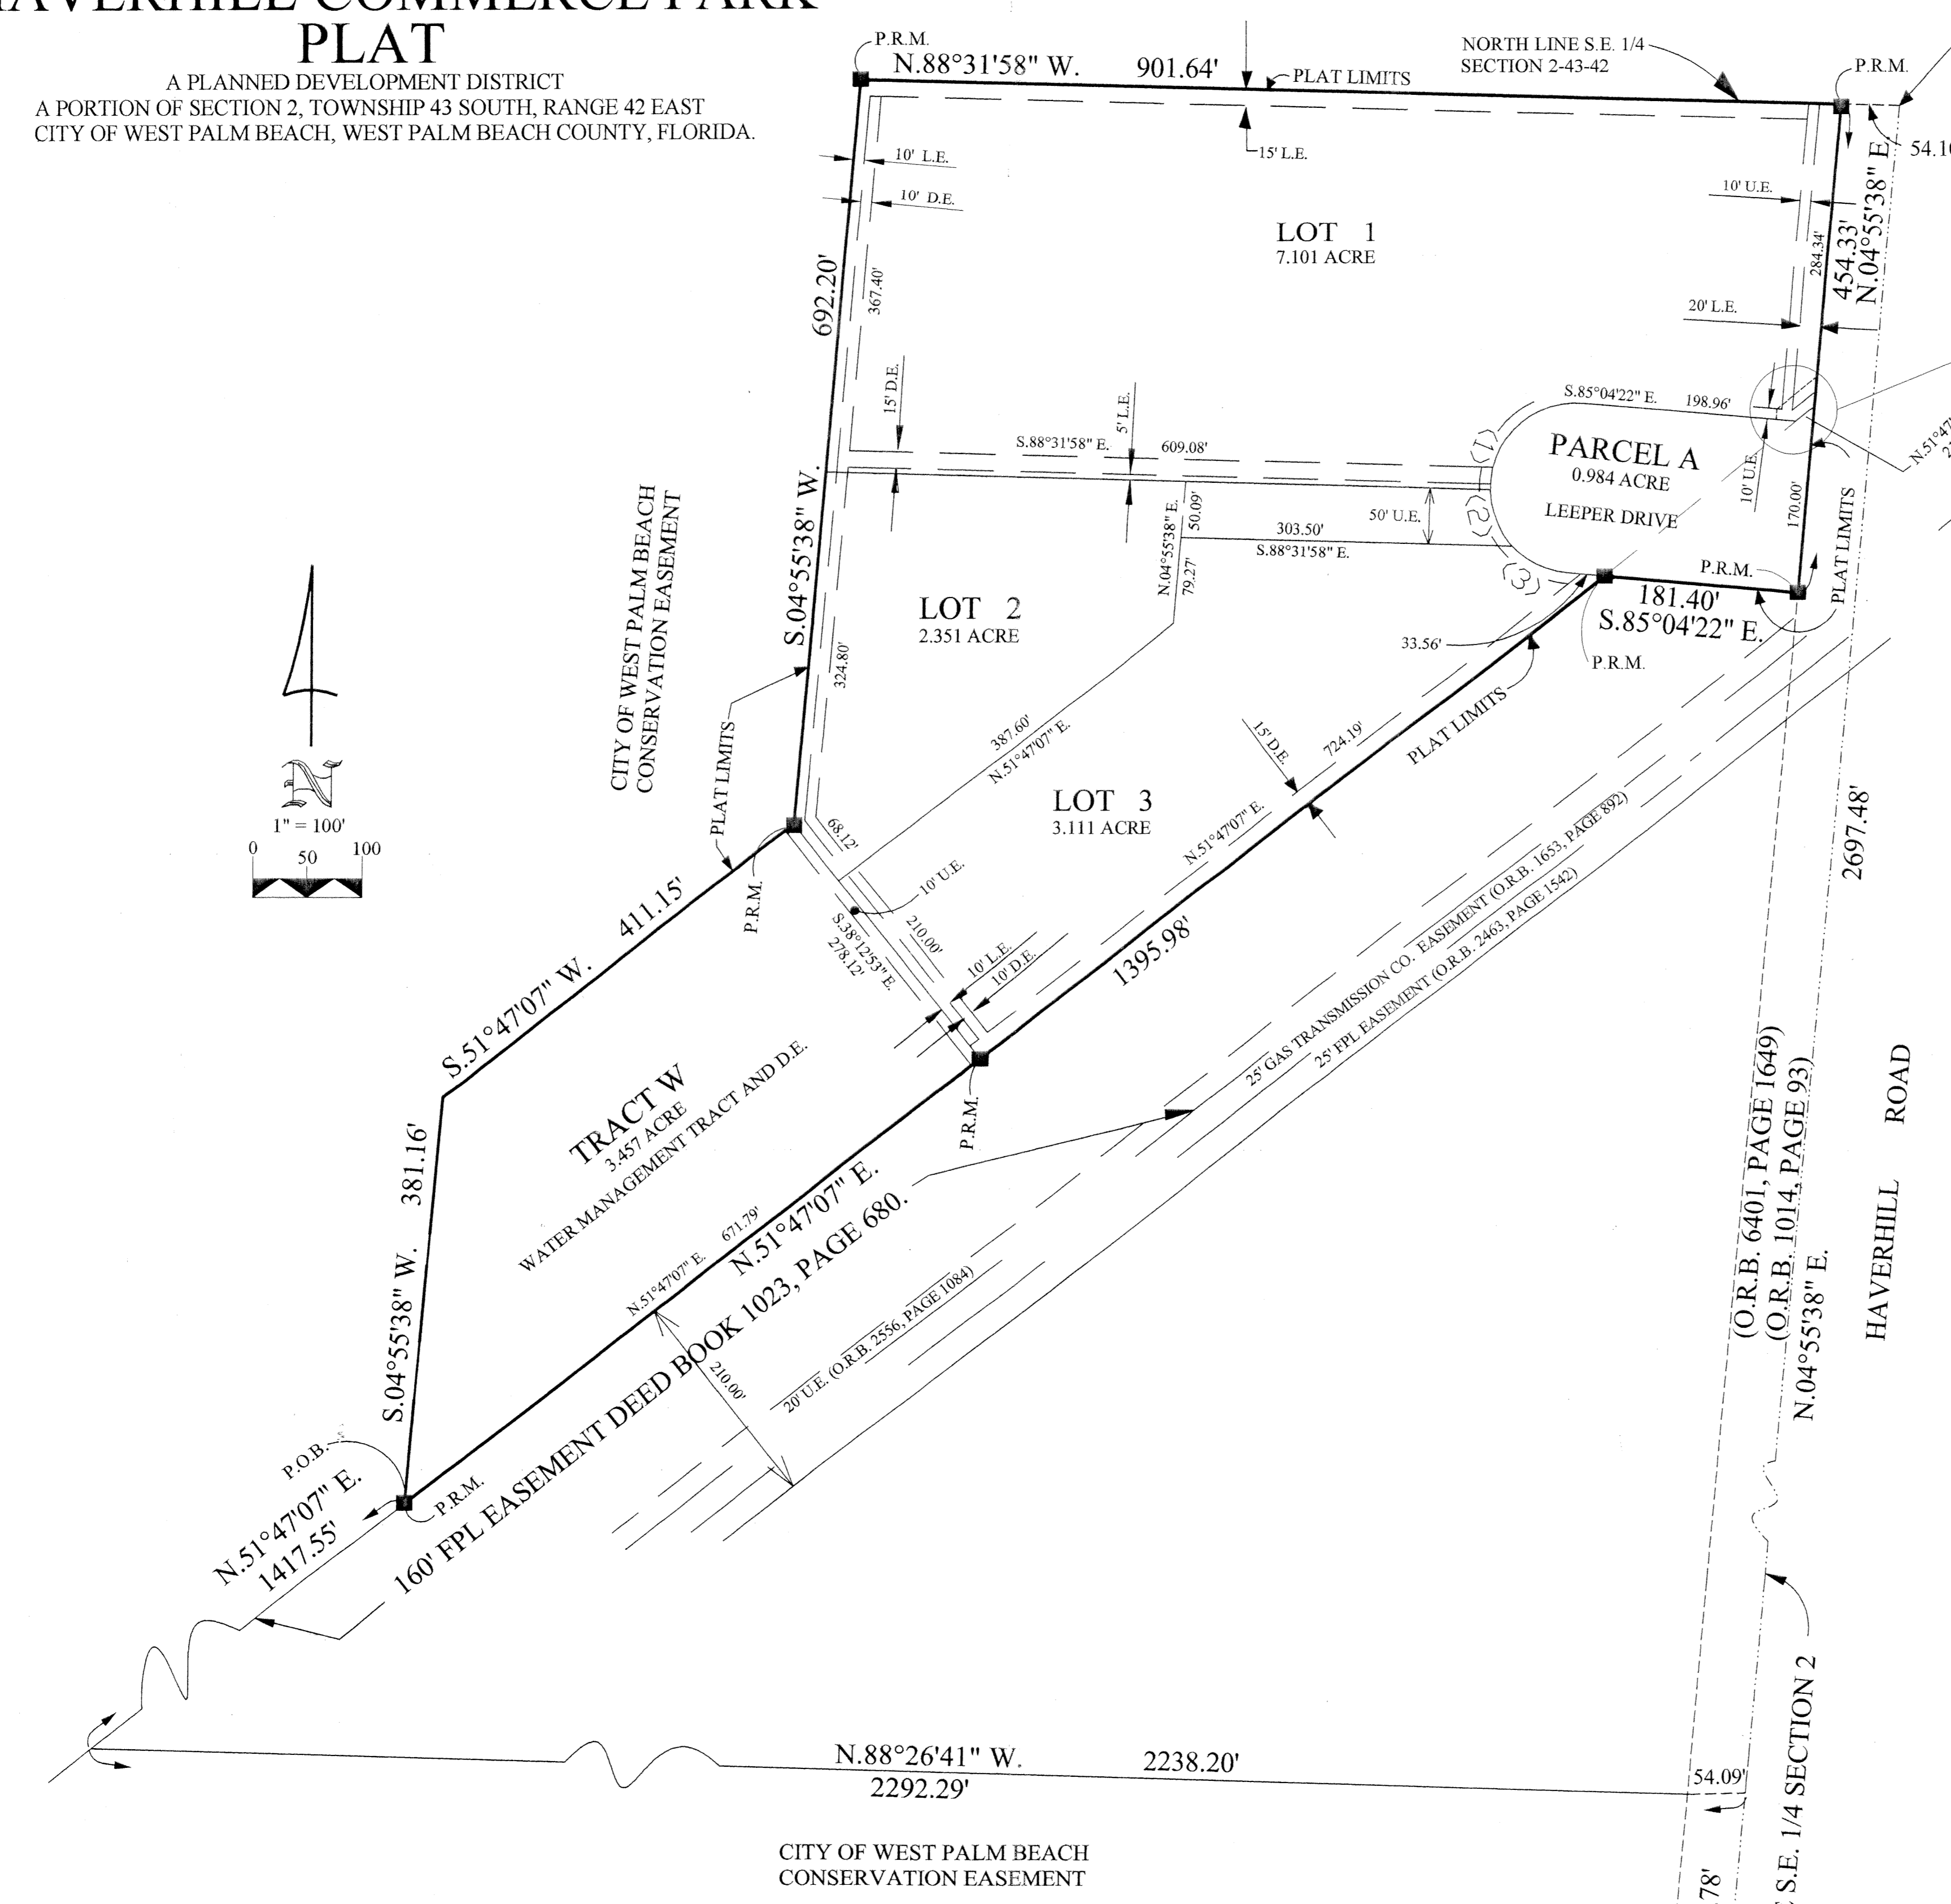 HAVERHILL COMMERCE PARK
PLAT
A PLANNED DEVELOPMENT DISTRICT
A PORTION OF SECTION 2, TOWNSHIP 43 SOUTH, RANGE 42 EAST
CITY OF WEST PALM BEACH, WEST PALM BEACH COUNTY, FLORIDA.
P.R.M.
N.88°31'58" W. 901.64'
PLAT LIMITS
NORTH LINE S.E. 1/4
SECTION 2-43-42
P.R.M.
15' L.E.
10' L.E.
10' D.E.
10' U.E.
20' L.E.
LOT 1
7.101 ACRE
692.20'
367.40'
284.34'
454.33'
N.04°55'38" E.
S.85°04'22" E. 198.96'
15' D.E.
5' L.E.
S.88°31'58" E. 609.08'
(1)
(2)
(3)
PARCEL A
0.984 ACRE
LEEPER DRIVE
10' U.E.
170.00'
PLAT LIMITS
N.51°47'
S.04°55'38" W.
CITY OF WEST PALM BEACH
CONSERVATION EASEMENT
N.04°55'38" E.
50.09'
79.27'
50' U.E.
303.50'
S.88°31'58" E.
P.R.M.
181.40'
S.85°04'22" E.
33.56'
P.R.M.
LOT 2
2.351 ACRE
324.80'
PLAT LIMITS
387.60'
N.51°47'07" E.
15' D.E.
724.19'
PLAT LIMITS
N
1" = 100'
0 50 100
LOT 3
3.111 ACRE
N.51°47'07" E.
68.12'
10' U.E.
P.R.M.
S.38°12'53" E.
278.12'
210.00'
10' L.E.
10' D.E.
1395.98'
25' GAS TRANSMISSION CO. EASEMENT (O.R.B. 1653, PAGE 892)
25' FPL EASEMENT (O.R.B. 2463, PAGE 1542)
2697.48'
S.51°47'07" W. 411.15'
TRACT W
3.457 ACRE
WATER MANAGEMENT TRACT AND D.E.
P.R.M.
S.04°55'38" W. 381.16'
N.51°47'07" E. 671.79'
N.51°47'07" E.
160' FPL EASEMENT DEED BOOK 1023, PAGE 680.
210.00'
20' U.E. (O.R.B. 2556, PAGE 1084)
(O.R.B. 6401, PAGE 1649)
(O.R.B. 1014, PAGE 93)
N.04°55'38" E.
HAVERHILL ROAD
P.O.B.
P.R.M.
N.51°47'07" E.
1417.55'
N.88°26'41" W. 2238.20'
2292.29'
54.09'
S.E. 1/4 SECTION 2
78'
CITY OF WEST PALM BEACH
CONSERVATION EASEMENT